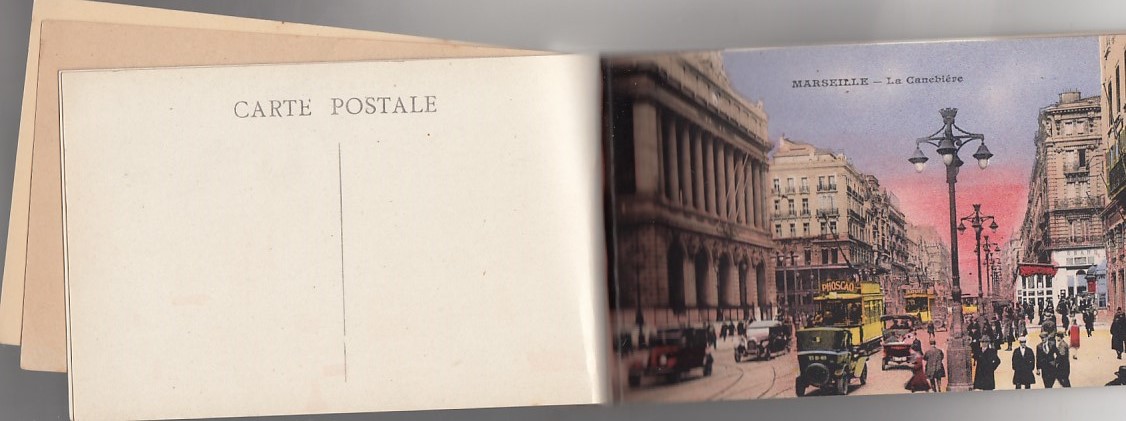 CARTE POSTALE
MARSEILLE – La Canebière
PHOSCAO